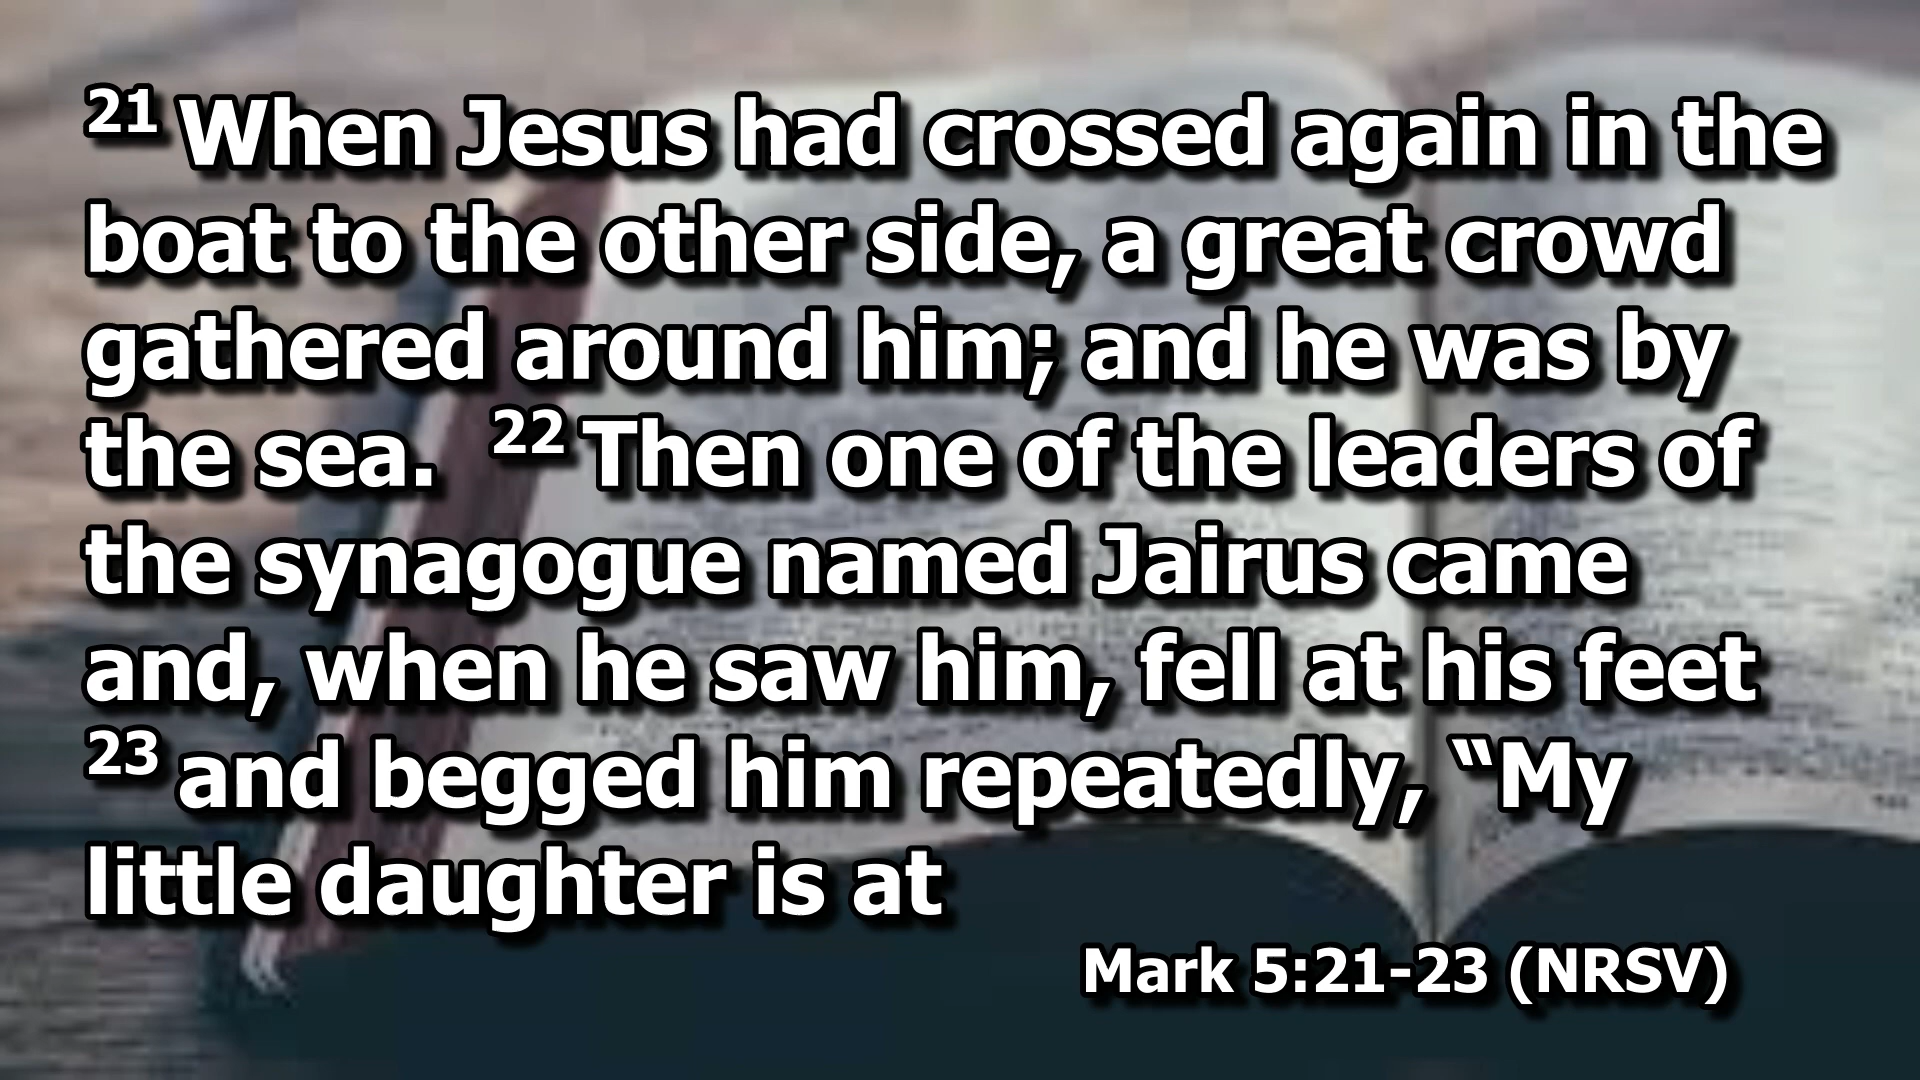 21 When Jesus had crossed again in the
boat to the other side, a great crowd
gathered around him; and he was by
the sea. 22 Then one of the leaders of
the synagogue named Jairus came
and, when he saw him, fell at his feet
23 and begged him repeatedly, “My
little daughter is at
Mark 5:21-23 (NRSV)